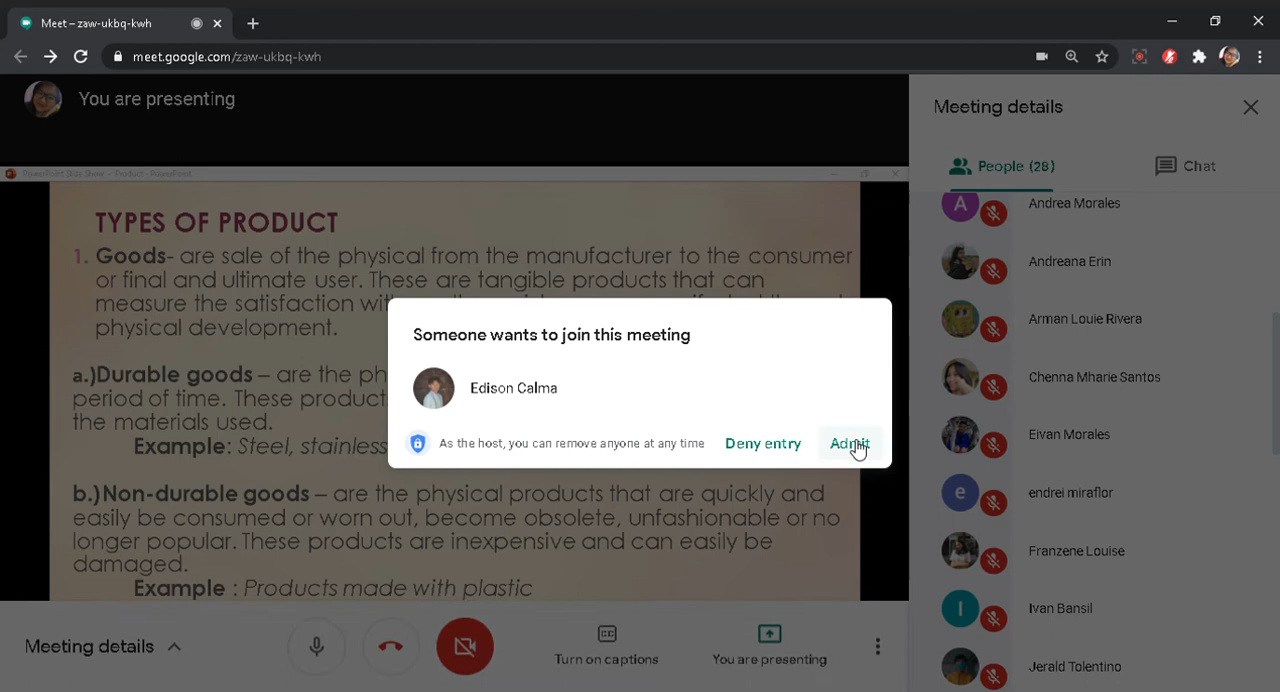 Meet – zaw-ukbq-kwh
meet.google.com/zaw-ukbq-kwh
You are presenting
PowerPoint Slide Show - Product - PowerPoint
TYPES OF PRODUCT
1. Goods- are sale of the physical from the manufacturer to the consumer
or final and ultimate user. These are tangible products that can
measure the satisfaction
physical development.
a.)Durable goods – are the
period of time. These
the materials used.
Example: Steel, stainless
b.)Non-durable goods – are the physical products that are quickly and
easily be consumed or worn out, become obsolete, unfashionable or no
longer popular. These products are inexpensive and can easily be
damaged.
Example : Products made with plastic
Someone wants to join this meeting
Edison Calma
As the host, you can remove anyone at any time
Deny entry
Admit
Meeting details
People (28)
Chat
A
Andrea Morales
Andreana Erin
Arman Louie Rivera
Chenna Mharie Santos
Eivan Morales
e
endrei miraflor
Franzene Louise
I
Ivan Bansil
Jerald Tolentino
Meeting details
CC
Turn on captions
You are presenting